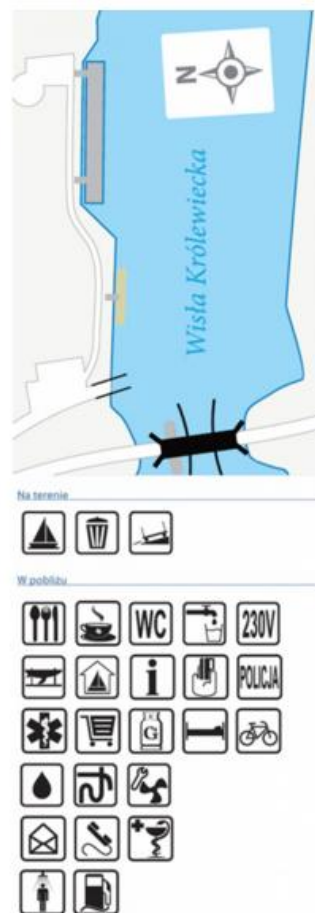 N
Wisła Królewiecka
Na terenie
W pobliżu
WC
230V
i
POLICJA
G